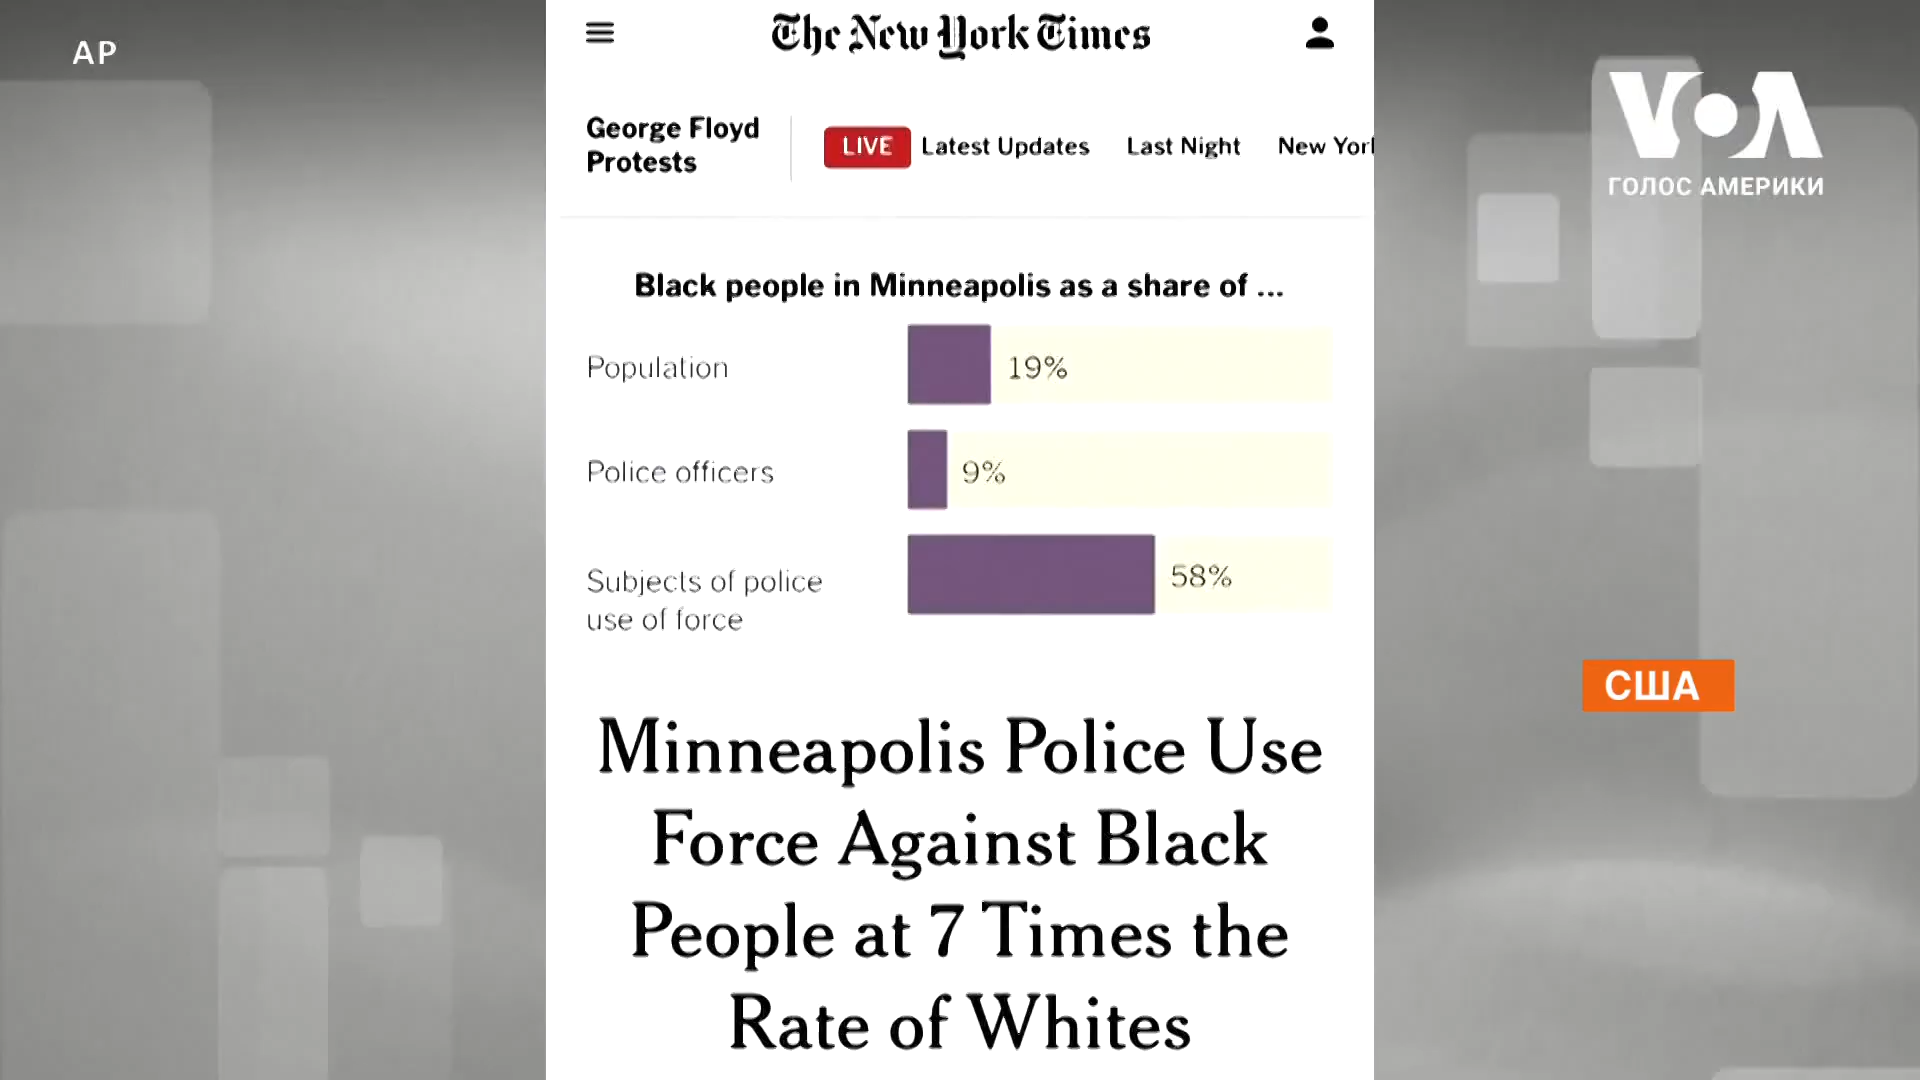 AP
The New York Times
VOA
ГОЛОС АМЕРИКИ
George Floyd
Protests
LIVE Latest Updates Last Night New
Black people in Minneapolis as a share of ...
Population 19%
Police officers 9%
Subjects of police
use of force
58%
США
Minneapolis Police Use
Force Against Black
People at 7 Times the
Rate of Whites